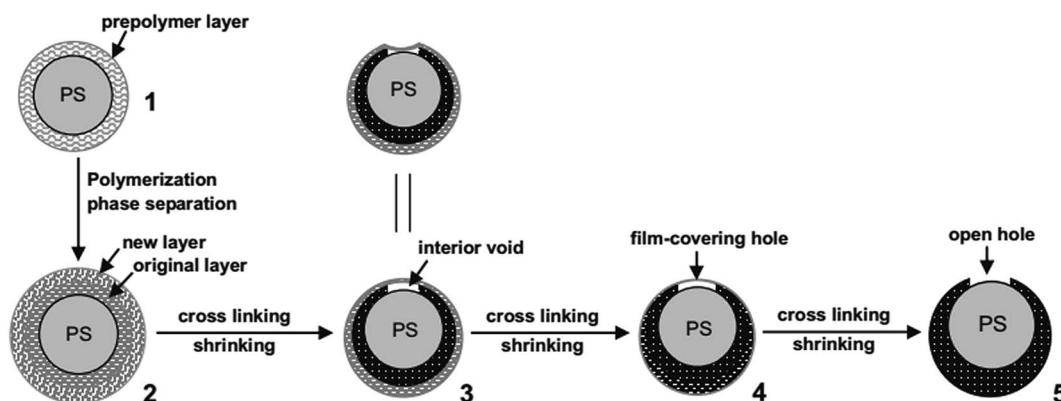 prepolymer layer
PS
1
PS
Polymerization
phase separation
new layer
original layer
PS
2
cross linking
shrinking
interior void
PS
3
cross linking
shrinking
film-covering hole
PS
4
cross linking
shrinking
open hole
PS
5